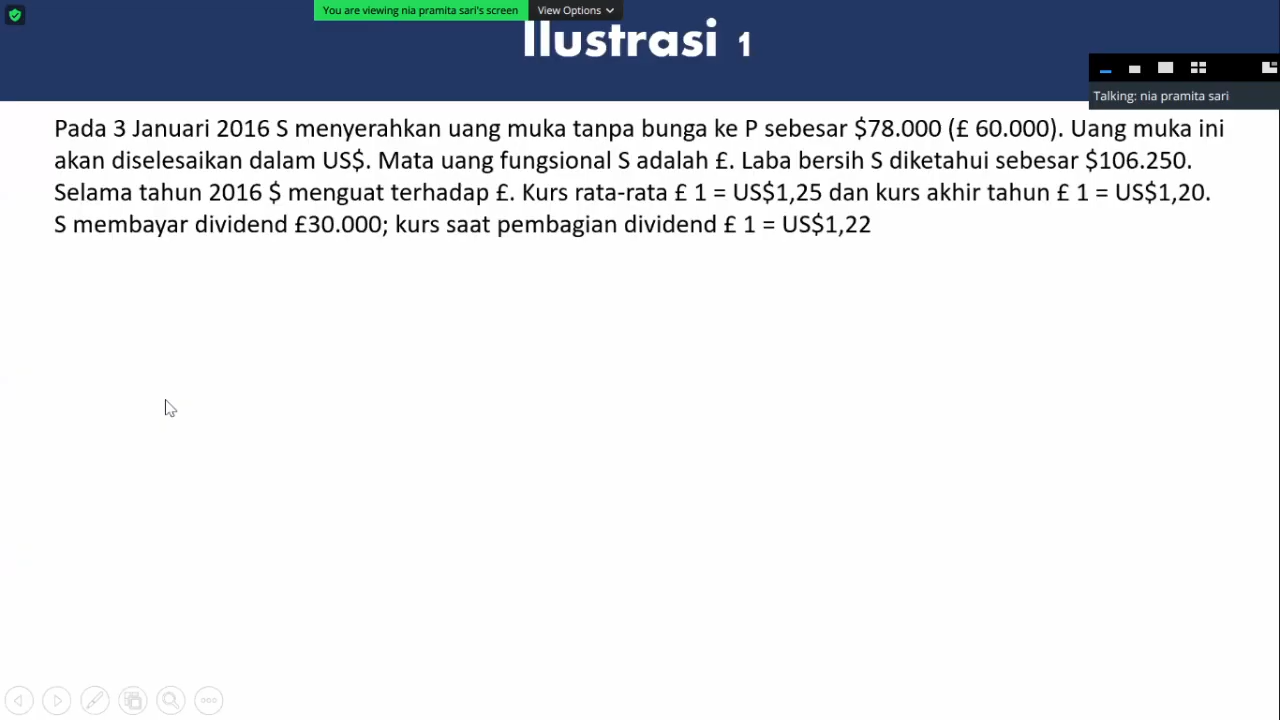 You are viewing nia pramita sari's screen
View Options
Ilustrasi 1
Talking: nia pramita sari
Pada 3 Januari 2016 S menyerahkan uang muka tanpa bunga ke P sebesar $78.000 (£ 60.000). Uang muka ini
akan diselesaikan dalam US$. Mata uang fungsional S adalah £. Laba bersih S diketahui sebesar $106.250.
Selama tahun 2016 $ menguat terhadap £. Kurs rata-rata £ 1 = US$1,25 dan kurs akhir tahun £ 1 = US$1,20.
S membayar dividend £30.000; kurs saat pembagian dividend £ 1 = US$1,22